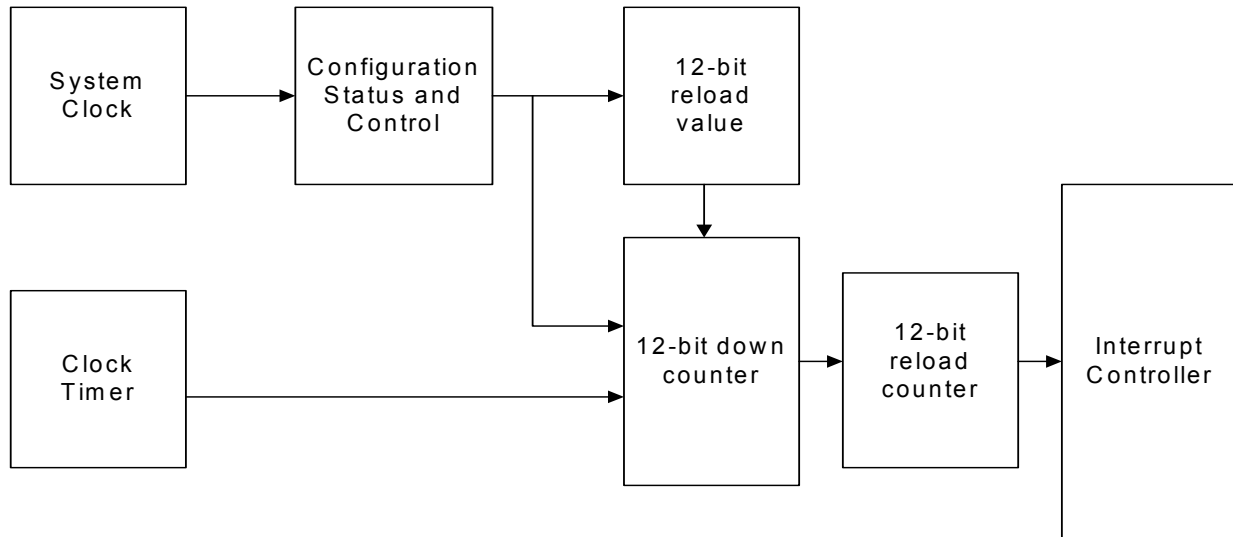 System
Clock
Configuration
Status and
Control
12-bit
reload
value
Clock
Timer
12-bit down
counter
12-bit
reload
counter
Interrupt
Controller